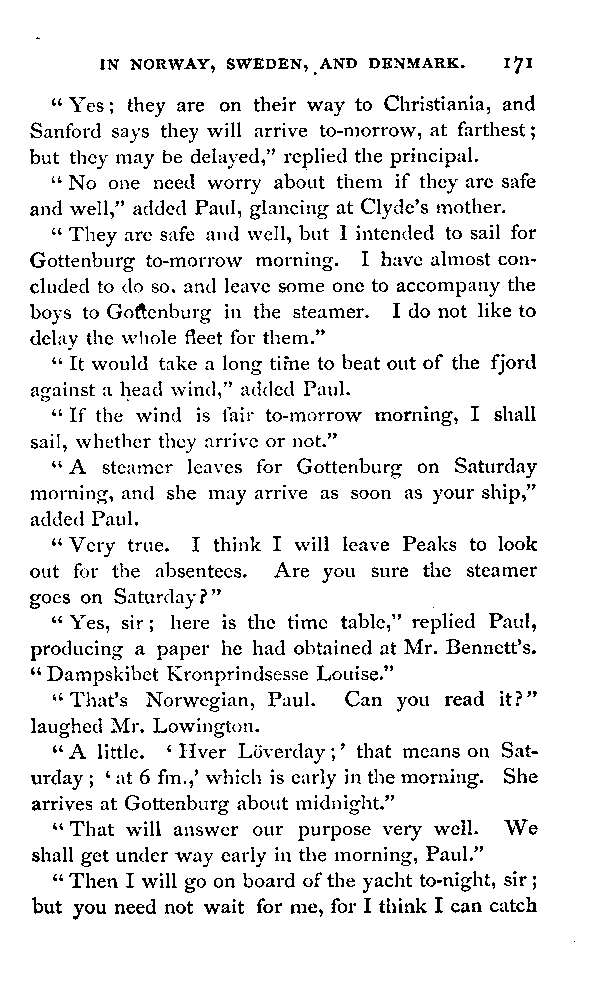 IN NORWAY, SWEDEN, AND DENMARK. 171
“Yes; they are on their way to Christiania, and
Sanford says they will arrive to-morrow, at farthest;
but they may be delayed,” replied the principal.
“No one need worry about them if they are safe
and well,” added Paul, glancing at Clyde’s mother.
“They are safe and well, but I intended to sail for
Gottenburg to-morrow morning. I have almost con-
cluded to do so, and leave some one to accompany the
boys to Gottenburg in the steamer. I do not like to
delay the whole fleet for them.”
“It would take a long time to beat out of the fjord
against a head wind,” added Paul.
“If the wind is fair to-morrow morning, I shall
sail, whether they arrive or not.”
“A steamer leaves for Gottenburg on Saturday
morning, and she may arrive as soon as your ship,”
added Paul.
“Very true. I think I will leave Peaks to look
out for the absentees. Are you sure the steamer
goes on Saturday?”
“Yes, sir; here is the time table,” replied Paul,
producing a paper he had obtained at Mr. Bennett’s.
“Dampskibet Kronprindsesse Louise.”
“That’s Norwegian, Paul. Can you read it?”
laughed Mr. Lowington.
“A little. ‘Hver Löverday;’ that means on Sat-
urday; ‘at 6 fm.,’ which is early in the morning. She
arrives at Gottenburg about midnight.”
“That will answer our purpose very well. We
shall get under way early in the morning, Paul.”
“Then I will go on board of the yacht to-night, sir;
but you need not wait for me, for I think I can catch